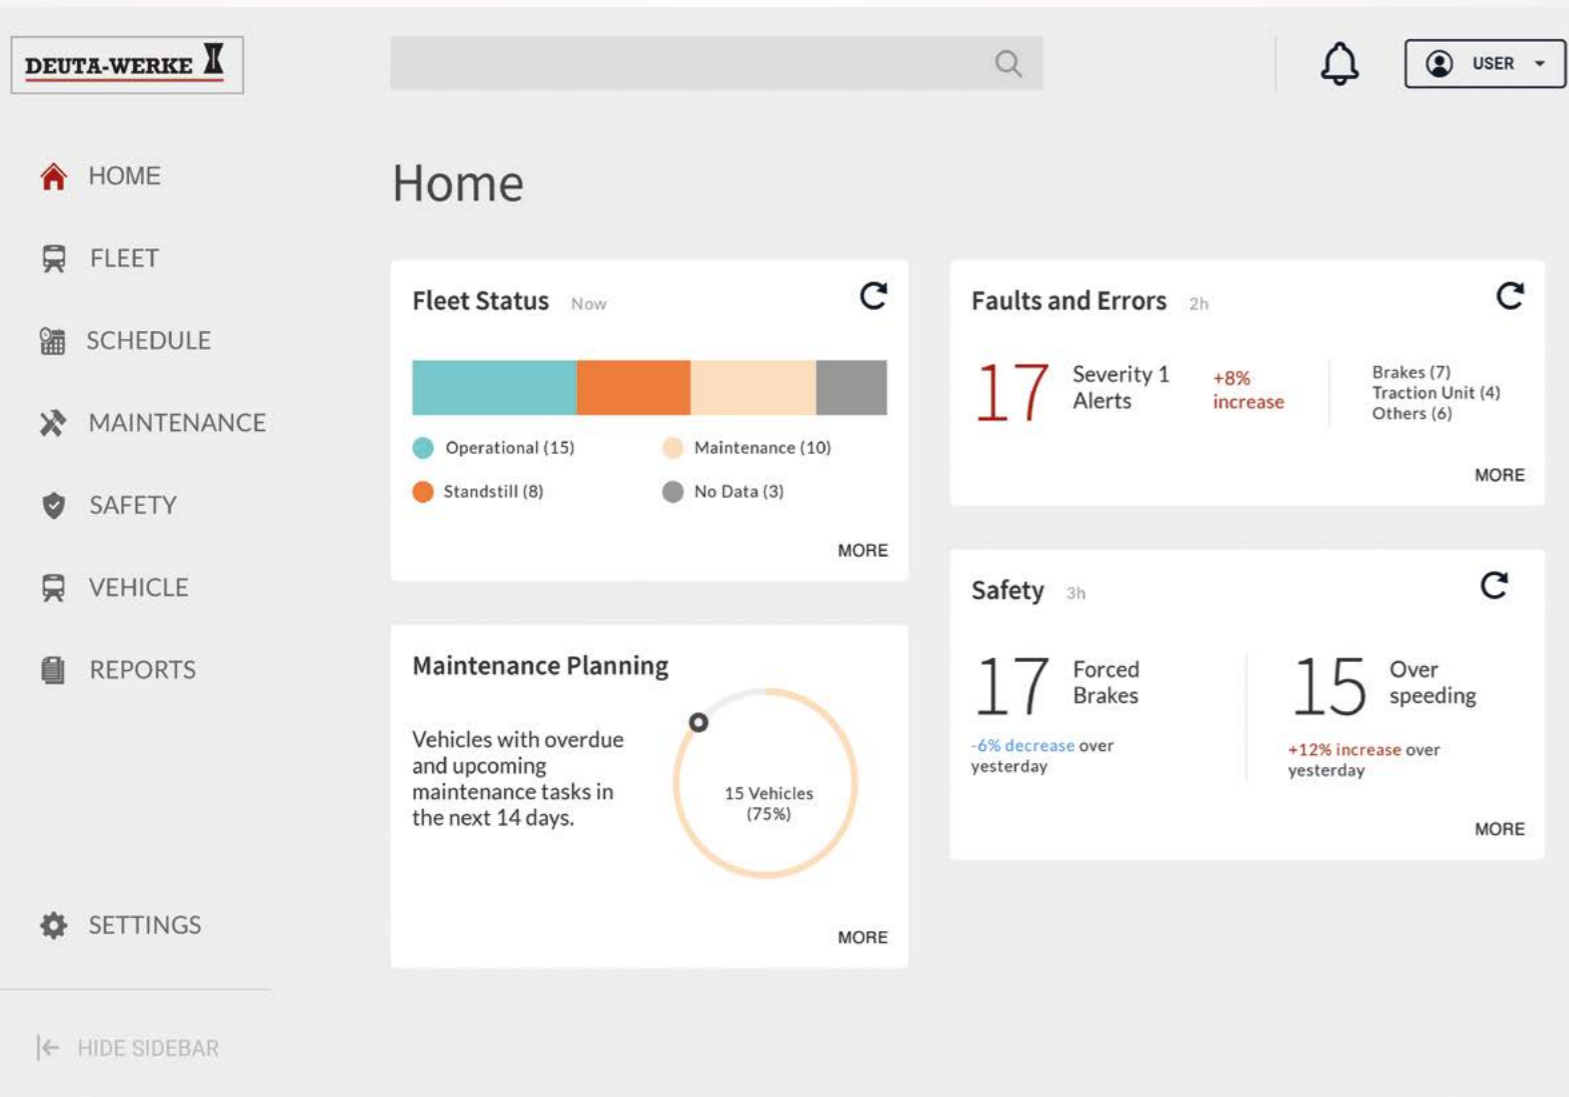 DEUTA-WERKE
USER
HOME
FLEET
SCHEDULE
MAINTENANCE
SAFETY
VEHICLE
REPORTS
SETTINGS
HIDE SIDEBAR
Home
Fleet Status Now
Operational (15)
Maintenance (10)
Standstill (8)
No Data (3)
MORE
Maintenance Planning
Vehicles with overdue
and upcoming
maintenance tasks in
the next 14 days.
15 Vehicles
(75%)
MORE
Faults and Errors 2h
17
Severity 1
Alerts
+8%
increase
Brakes (7)
Traction Unit (4)
Others (6)
MORE
Safety 3h
17
Forced
Brakes
-6% decrease over
yesterday
15
Over
speeding
+12% increase over
yesterday
MORE